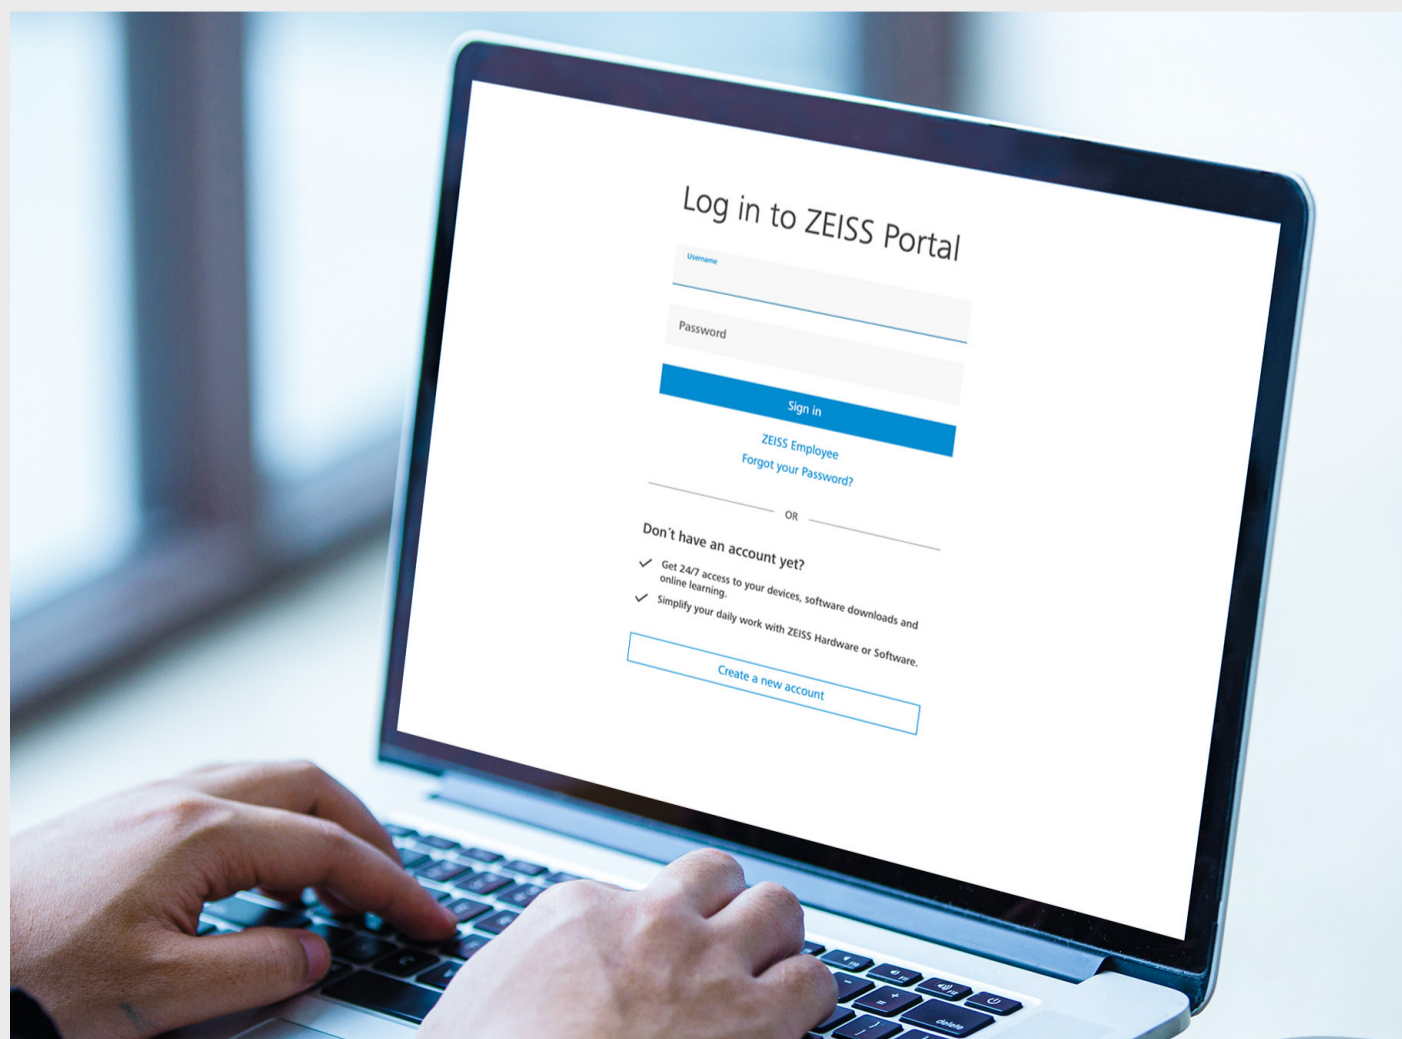 Log in to ZEISS Portal
Username
Password
Sign in
ZEISS Employee
Forgot your Password?
OR
Don´t have an account yet?
Get 24/7 access to your devices, software downloads and
online learning.
Simplify your daily work with ZEISS Hardware or Software.
Create a new account
delete